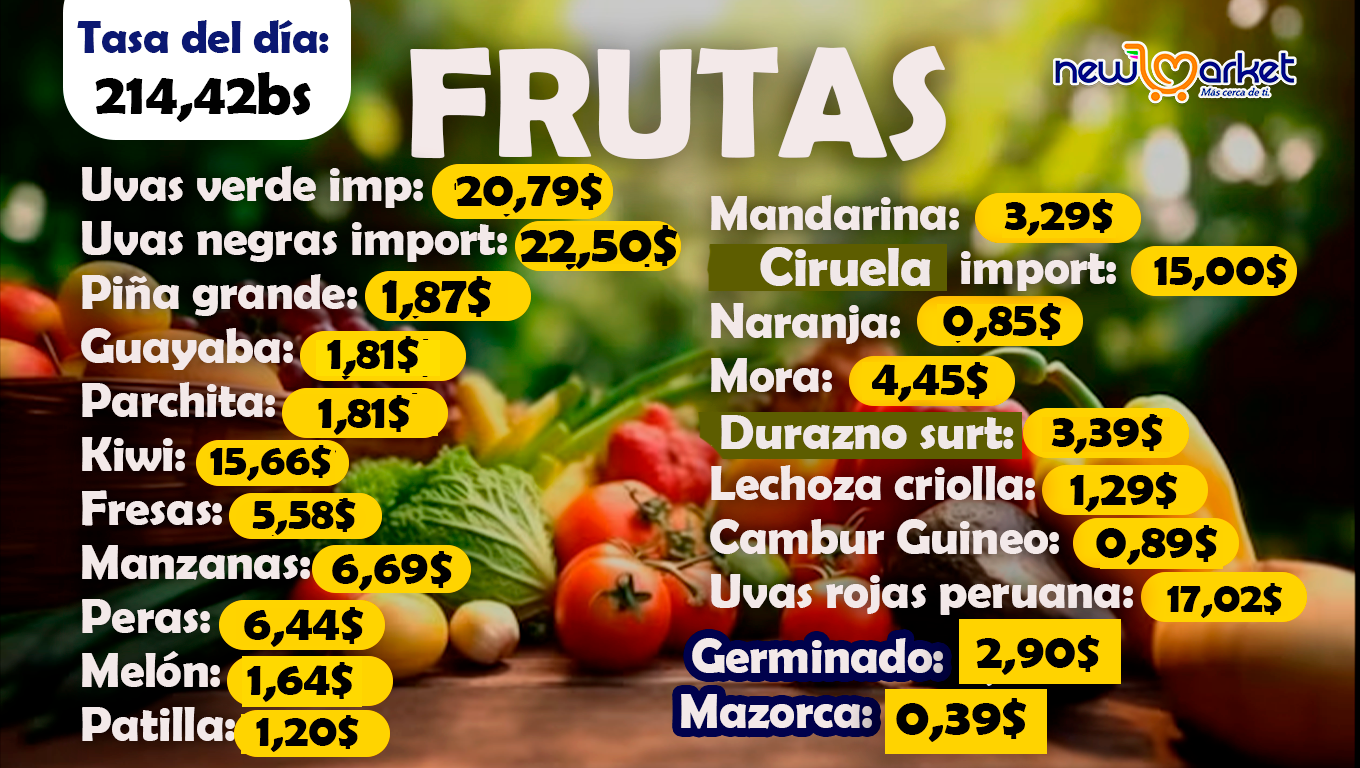 Tasa del día:
214,42bs
FRUTAS
newmarket
Más cerca de ti.
Uvas verde imp: 20,79$
Uvas negras import: 22,50$
Piña grande: 1,87$
Guayaba: 1,81$
Parchita: 1,81$
Kiwi: 15,66$
Fresas: 5,58$
Manzanas: 6,69$
Peras: 6,44$
Melón: 1,64$
Patilla: 1,20$
Mandarina: 3,29$
Ciruela import: 15,00$
Naranja: 0,85$
Mora: 4,45$
Durazno surt: 3,39$
Lechoza criolla: 1,29$
Cambur Guineo: 0,89$
Uvas rojas peruana: 17,02$
Germinado: 2,90$
Mazorca: 0,39$